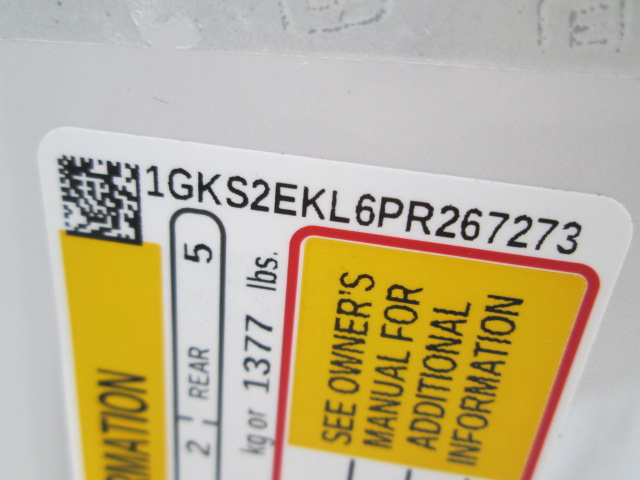 1GKS2EKL6PR267273
RMATION
2 REAR 5
kg or 1377 lbs.
SEE OWNER'S
MANUAL FOR
ADDITIONAL
INFORMATION